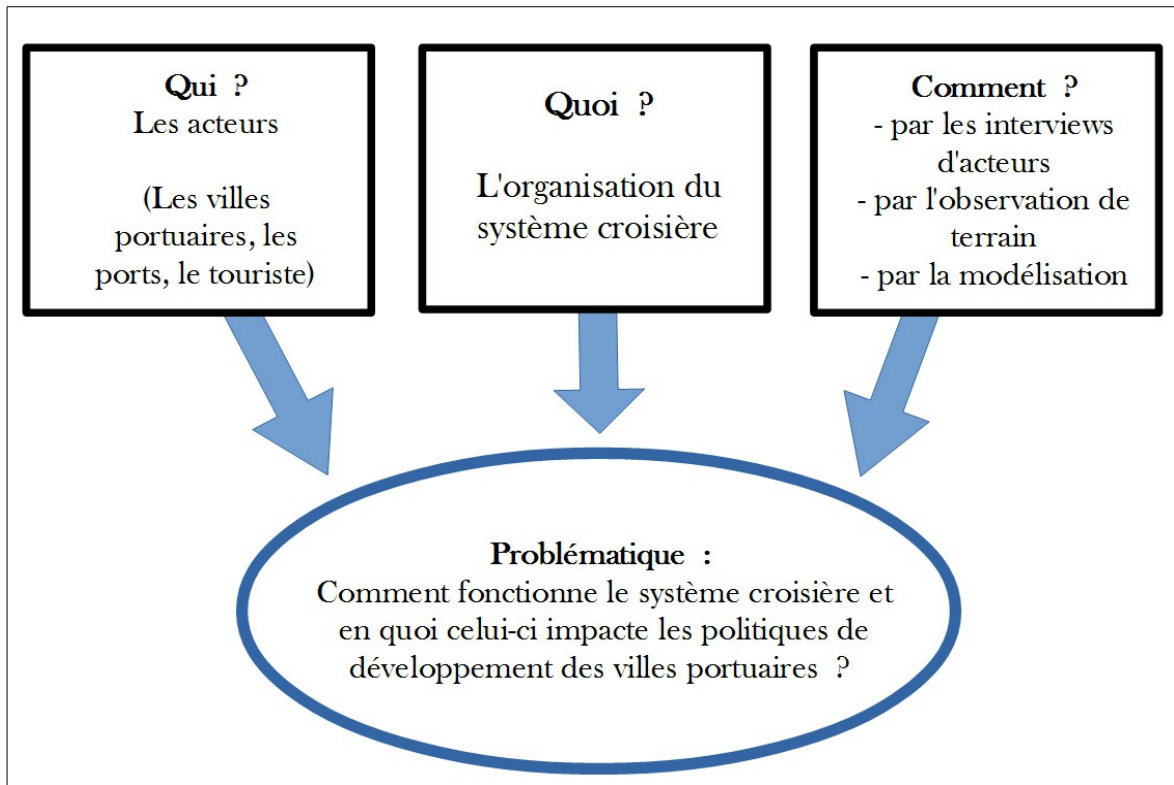 Qui ?
Les acteurs
(Les villes
portuaires, les
ports, le touriste)
Quoi ?
L'organisation du
système croisière
Comment ?
- par les interviews
d'acteurs
- par l'observation de
terrain
- par la modélisation
Problématique :
Comment fonctionne le système croisière et
en quoi celui-ci impacte les politiques de
développement des villes portuaires ?